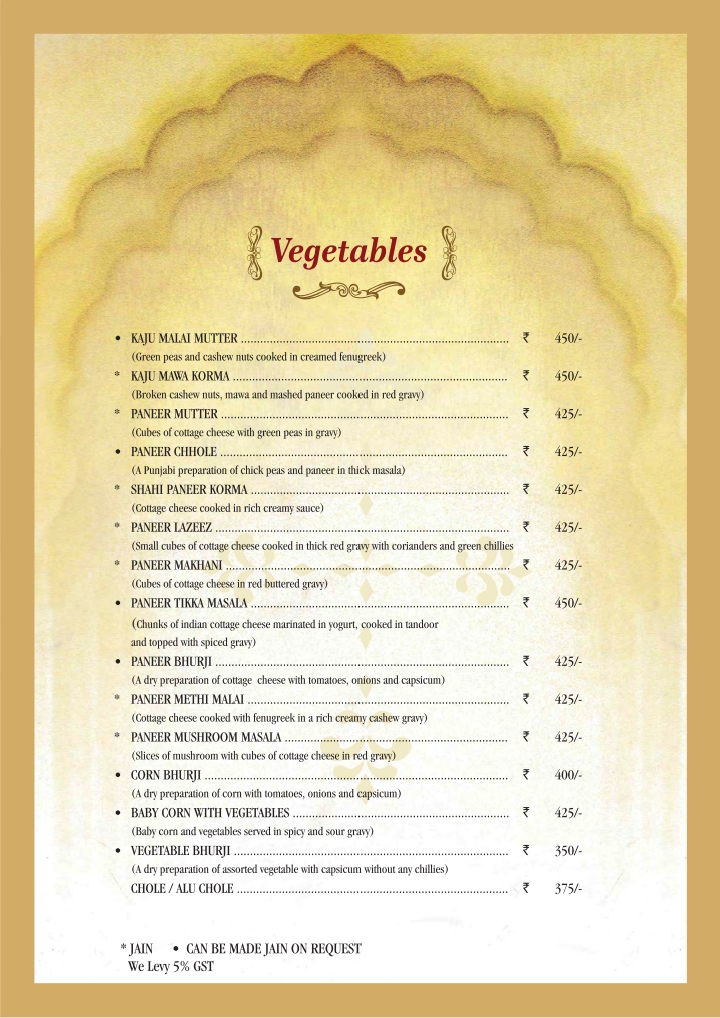 Vegetables
• KAJU MALAI MUTTER ........ ₹ 450/-
(Green peas and cashew nuts cooked in creamed fenugreek)
* KAJU MAWA KORMA ........ ₹ 450/-
(Broken cashew nuts, mawa and mashed paneer cooked in red gravy)
* PANEER MUTTER ........ ₹ 425/-
(Cubes of cottage cheese with green peas in gravy)
• PANEER CHHOLE ........ ₹ 425/-
(A Punjabi preparation of chick peas and paneer in thick masala)
* SHAHI PANEER KORMA ........ ₹ 425/-
(Cottage cheese cooked in rich creamy sauce)
* PANEER LAZEEZ ........ ₹ 425/-
(Small cubes of cottage cheese cooked in thick red gravy with corianders and green chillies
* PANEER MAKHANI ........ ₹ 425/-
(Cubes of cottage cheese in red buttered gravy)
• PANEER TIKKA MASALA ........ ₹ 450/-
(Chunks of indian cottage cheese marinated in yogurt, cooked in tandoor
and topped with spiced gravy)
• PANEER BHURJI ........ ₹ 425/-
(A dry preparation of cottage cheese with tomatoes, onions and capsicum)
* PANEER METHI MALAI ........ ₹ 425/-
(Cottage cheese cooked with fenugreek in a rich creamy cashew gravy)
* PANEER MUSHROOM MASALA ........ ₹ 425/-
(Slices of mushroom with cubes of cottage cheese in red gravy)
• CORN BHURJI ........ ₹ 400/-
(A dry preparation of corn with tomatoes, onions and capsicum)
• BABY CORN WITH VEGETABLES ........ ₹ 425/-
(Baby corn and vegetables served in spicy and sour gravy)
• VEGETABLE BHURJI ........ ₹ 350/-
(A dry preparation of assorted vegetable with capsicum without any chillies)
CHOLE / ALU CHOLE ........ ₹ 375/-
* JAIN • CAN BE MADE JAIN ON REQUEST
We Levy 5% GST